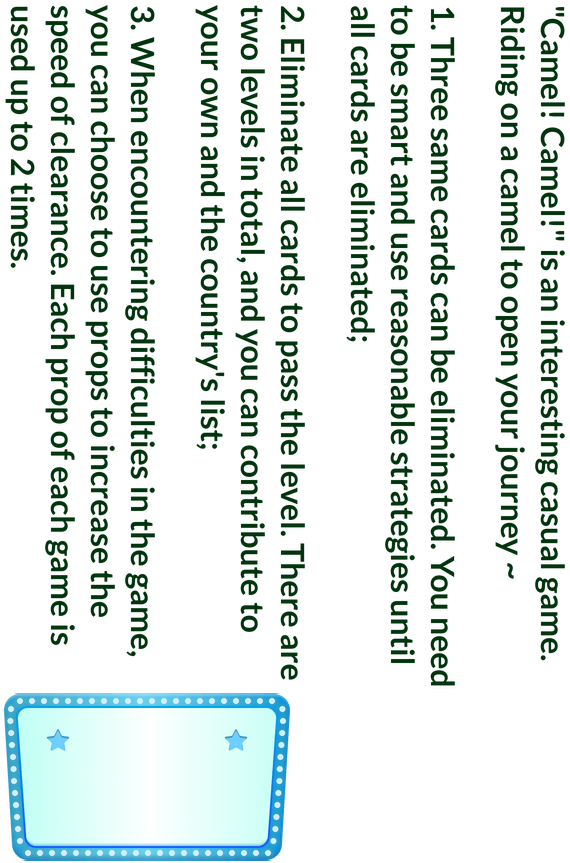 "Camel! Camel!" is an interesting casual game.
Riding on a camel to open your journey ~
1. Three same cards can be eliminated. You need
to be smart and use reasonable strategies until
all cards are eliminated;
2. Eliminate all cards to pass the level. There are
two levels in total, and you can contribute to
your own and the country's list;
3. When encountering difficulties in the game,
you can choose to use props to increase the
speed of clearance. Each prop of each game is
used up to 2 times.